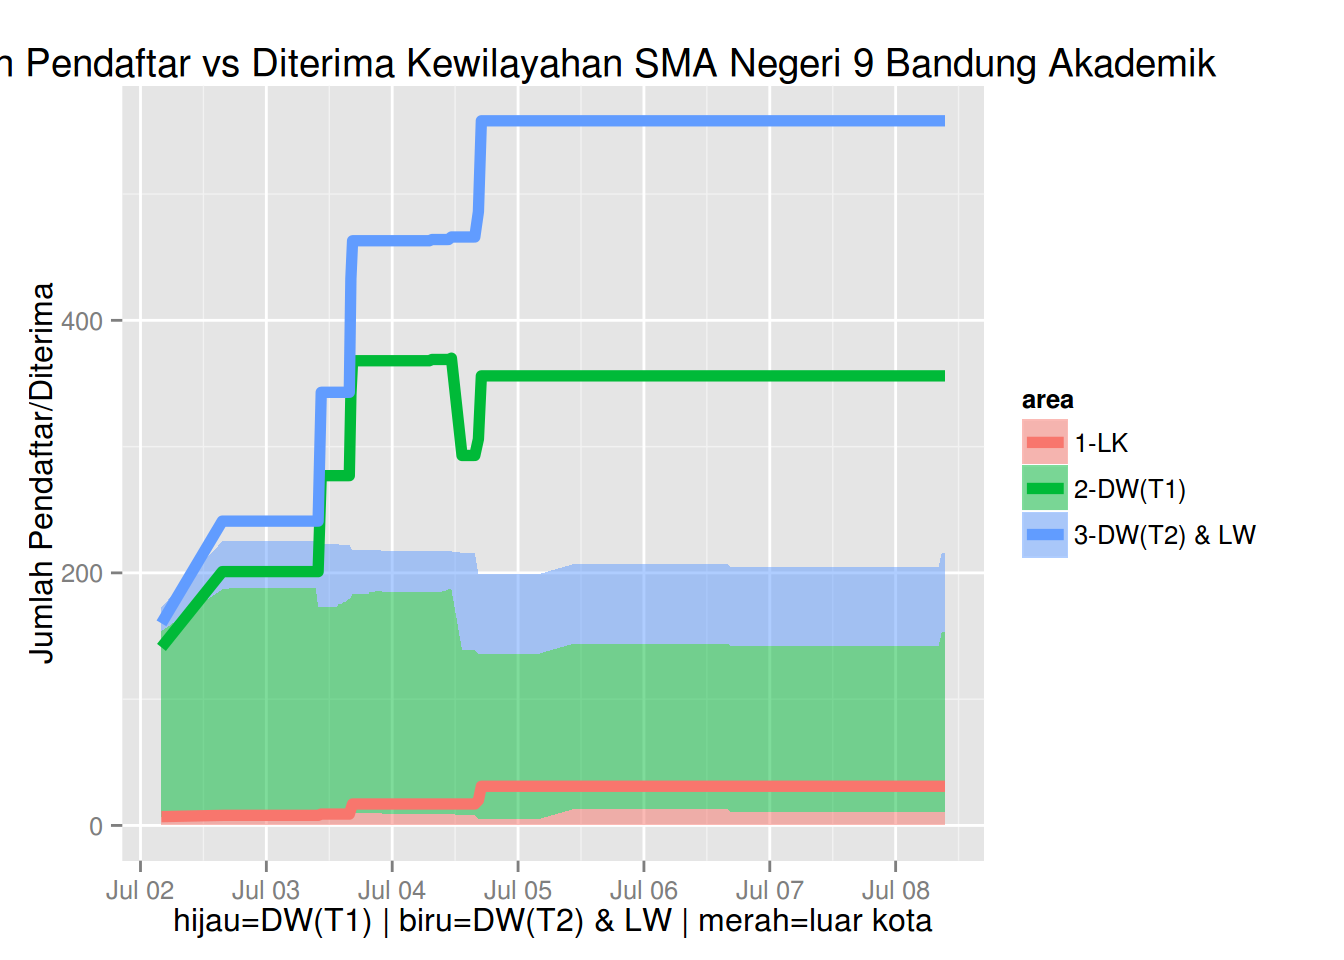 Pendaftar vs Diterima Kewilayahan SMA Negeri 9 Bandung Akademik
Jumlah Pendaftar/Diterima
400
200
0
Jul 02 Jul 03 Jul 04 Jul 05 Jul 06 Jul 07 Jul 08
hijau=DW(T1) | biru=DW(T2) & LW | merah=luar kota
area
1-LK
2-DW(T1)
3-DW(T2) & LW